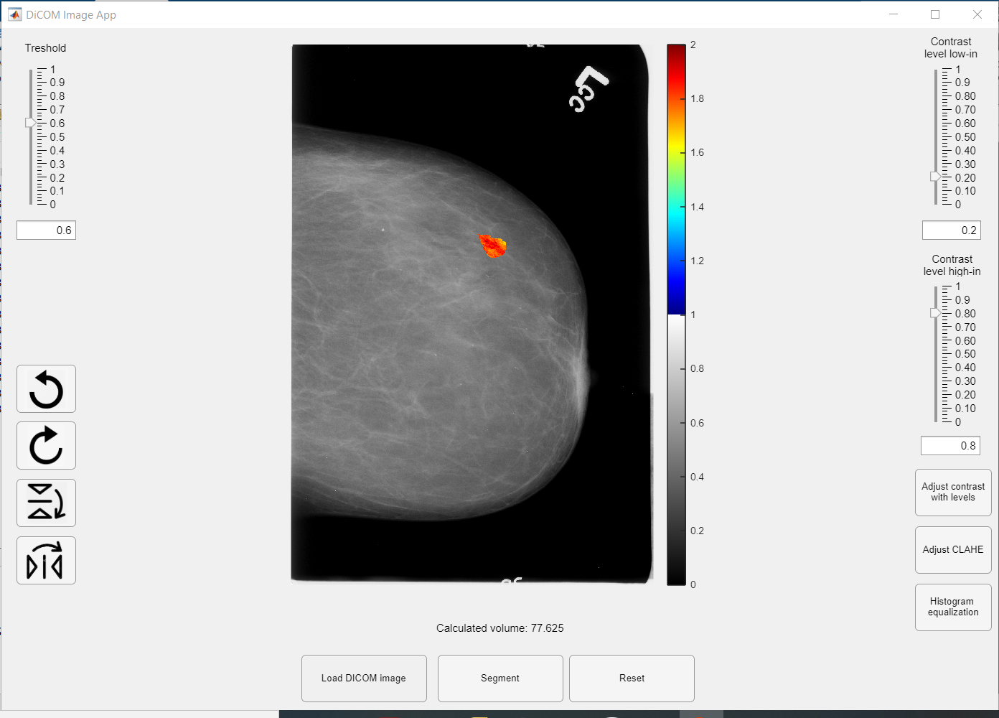 DiCOM Image App
Treshold
1
0.9
0.8
0.7
0.6
0.5
0.4
0.3
0.2
0.1
0
0.6
L
CC
2
1.8
1.6
1.4
1.2
1
0.8
0.6
0.4
0.2
0
Contrast
level low-in
1
0.9
0.80
0.70
0.60
0.50
0.40
0.30
0.20
0.10
0
0.2
Contrast
level high-in
1
0.9
0.80
0.70
0.60
0.50
0.40
0.30
0.20
0.10
0
0.8
Adjust contrast
with levels
Adjust CLAHE
Histogram
equalization
Calculated volume: 77.625
Load DICOM image
Segment
Reset